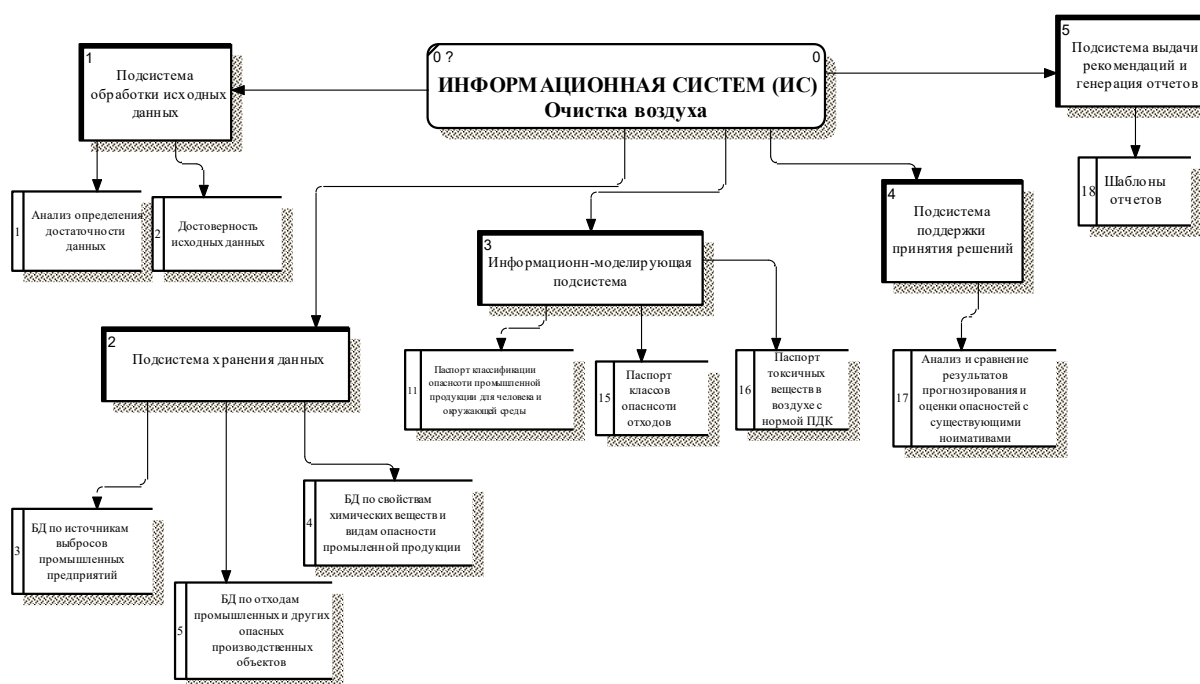 0 ?
0
ИНФОРМАЦИОННАЯ СИСТЕМ (ИС)
Очистка воздуха
1
Подсистема
обработки исходных
данных
5
Подсистема выдачи
рекомендаций и
генерация отчетов
18
Шаблоны
отчетов
1
Анализ определения
достаточности
данных
2
Достоверность
исходных данных
3
Информационн-моделирующая
подсистема
4
Подсистема
поддержки
принятия решений
2
Подсистема хранения данных
11
Паспорт классификации
опаснсоти промышленной
продукции для человека и
окружающей среды
15
Паспорт
классов
опаснсоти
отходов
16
Паспорт
токсичных
веществ в
воздухе с
нормой ПДК
17
Анализ и сравнение
результатов
прогнозирования и
оценки опасностей с
существующими
ноимативами
3
БД по источникам
выбросов
промышленных
предприятий
4
БД по свойствам
химических веществ и
видам опасности
промыленной продукции
5
БД по отходам
промышленных и других
опасных
производственных
объектов